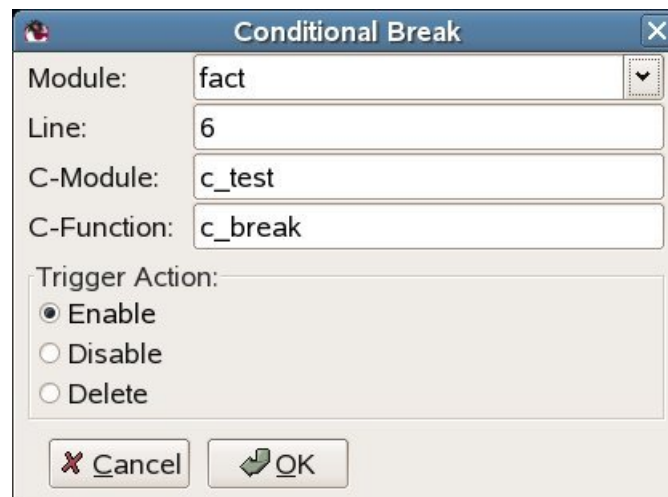 Conditional Break
Module: fact
Line: 6
C-Module: c_test
C-Function: c_break
Trigger Action:
Enable
Disable
Delete
Cancel OK